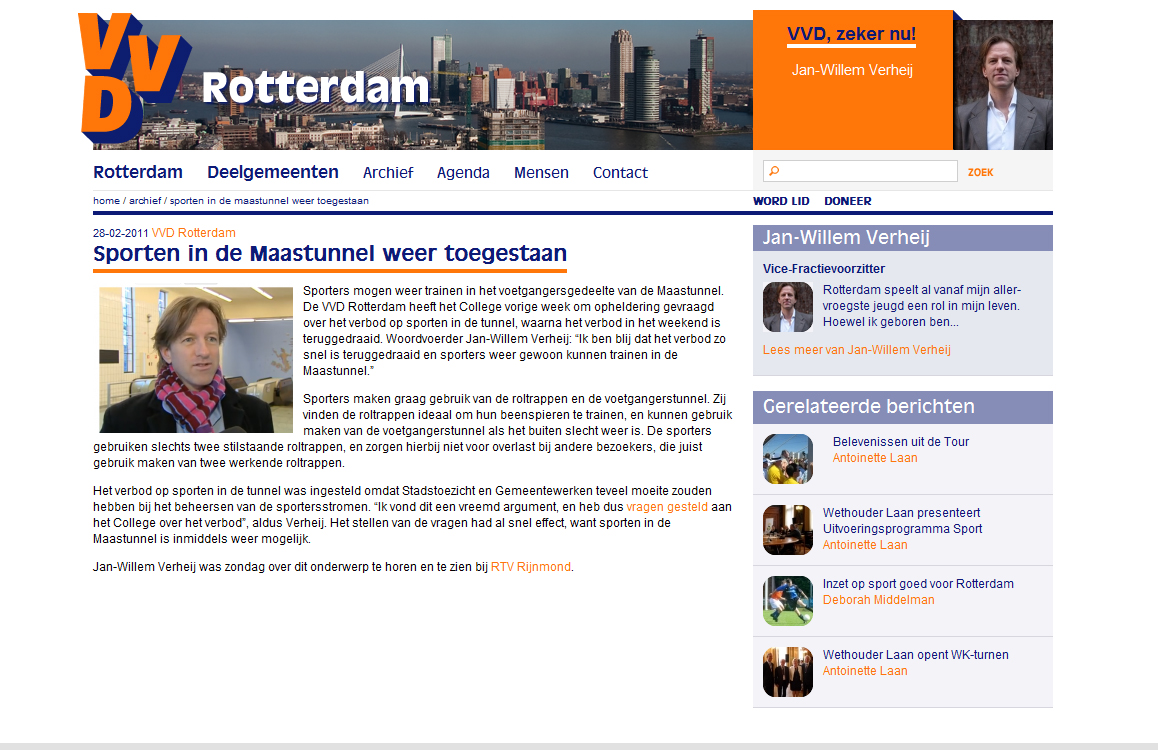 VVD
Rotterdam
VVD, zeker nu!
Jan-Willem Verheij
Rotterdam Deelgemeenten Archief Agenda Mensen Contact
ZOEK
home / archief / sporten in de maastunnel weer toegestaan
WORD LID DONEER
28-02-2011 VVD Rotterdam
Sporten in de Maastunnel weer toegestaan
Sporters mogen weer trainen in het voetgangersgedeelte van de Maastunnel.
De VVD Rotterdam heeft het College vorige week om opheldering gevraagd
over het verbod op sporten in de tunnel, waarna het verbod in het weekend is
teruggedraaid. Woordvoerder Jan-Willem Verheij: “Ik ben blij dat het verbod zo
snel is teruggedraaid en sporters weer gewoon kunnen trainen in de
Maastunnel.”
Sporters maken graag gebruik van de roltrappen en de voetgangerstunnel. Zij
vinden de roltrappen ideaal om hun beenspieren te trainen, en kunnen gebruik
maken van de voetgangerstunnel als het buiten slecht weer is. De sporters
gebruiken slechts twee stilstaande roltrappen, en zorgen hierbij niet voor overlast bij andere bezoekers, die juist
gebruik maken van twee werkende roltrappen.
Het verbod op sporten in de tunnel was ingesteld omdat Stadstoezicht en Gemeentewerken teveel moeite zouden
hebben bij het beheersen van de sportersstromen. “Ik vond dit een vreemd argument, en heb dus vragen gesteld aan
het College over het verbod”, aldus Verheij. Het stellen van de vragen had al snel effect, want sporten in de
Maastunnel is inmiddels weer mogelijk.
Jan-Willem Verheij was zondag over dit onderwerp te horen en te zien bij RTV Rijnmond.
Jan-Willem Verheij
Vice-Fractievoorzitter
Rotterdam speelt al vanaf mijn aller-
vroegste jeugd een rol in mijn leven.
Hoewel ik geboren ben...
Lees meer van Jan-Willem Verheij
Gerelateerde berichten
Belevenissen uit de Tour
Antoinette Laan
Wethouder Laan presenteert
Uitvoeringsprogramma Sport
Antoinette Laan
Inzet op sport goed voor Rotterdam
Deborah Middelman
Wethouder Laan opent WK-turnen
Antoinette Laan